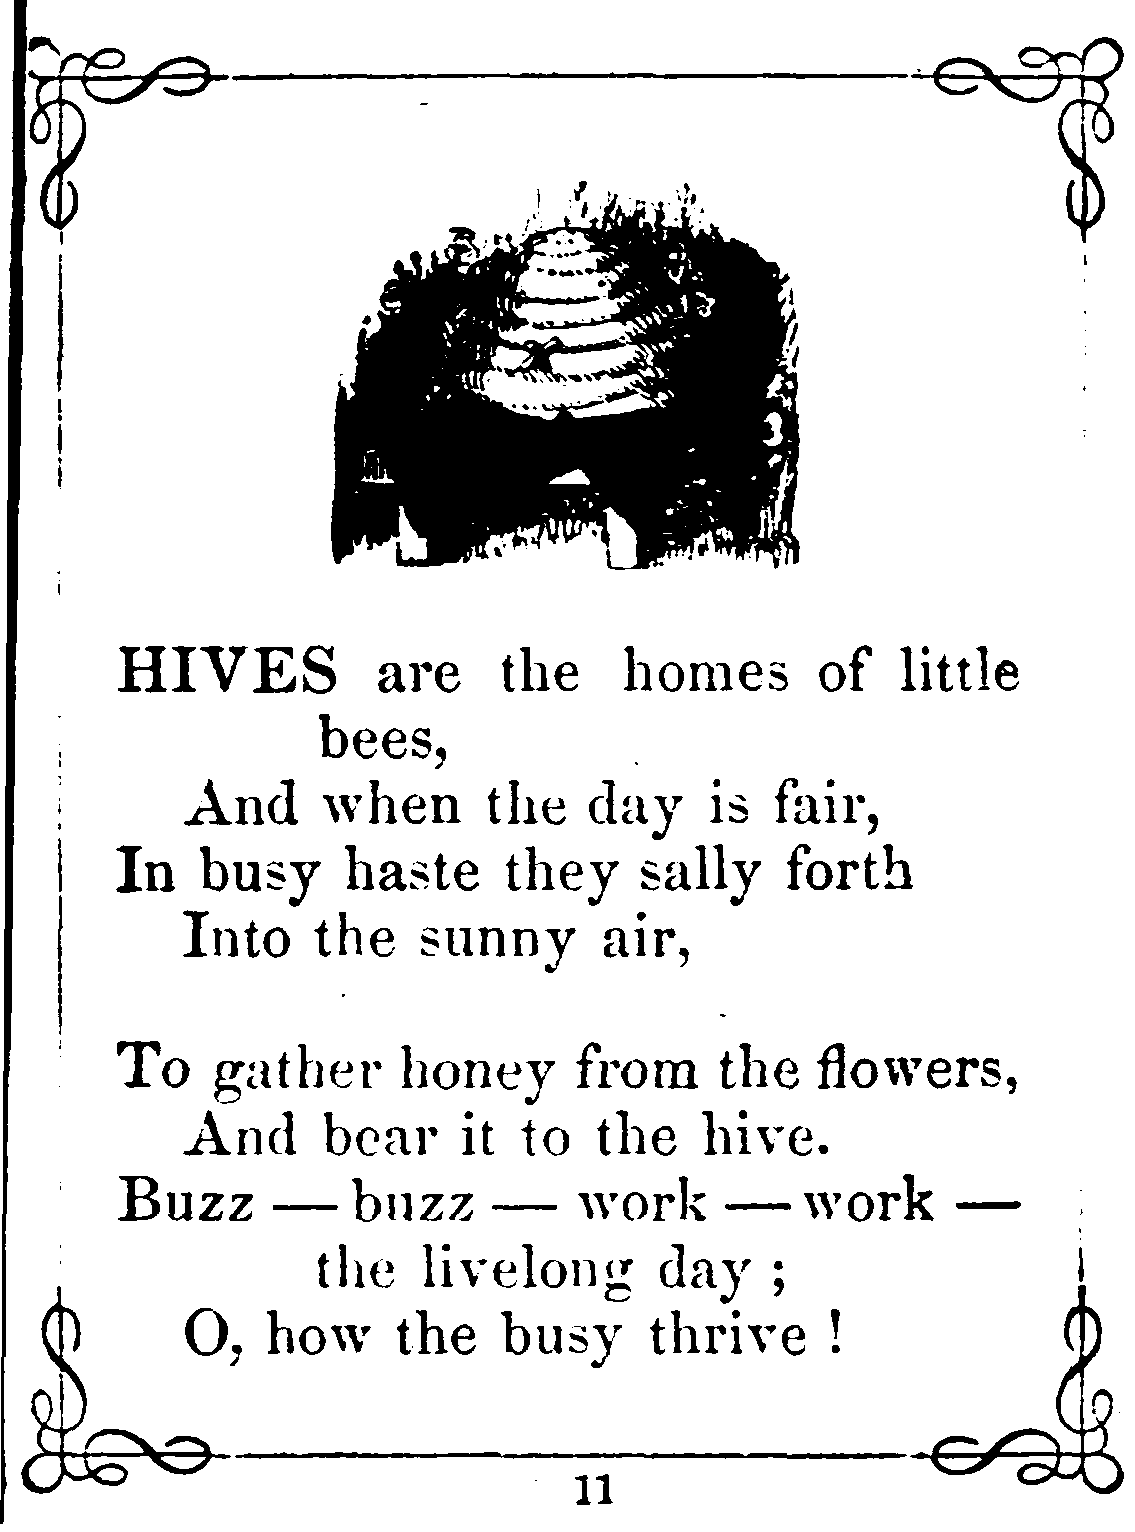 HIVES are the homes of little
bees,
And when the day is fair,
In busy haste they sally forth
Into the sunny air,
To gather honey from the flowers,
And bear it to the hive.
Buzz — buzz — work — work —
the livelong day ;
O, how the busy thrive !
11